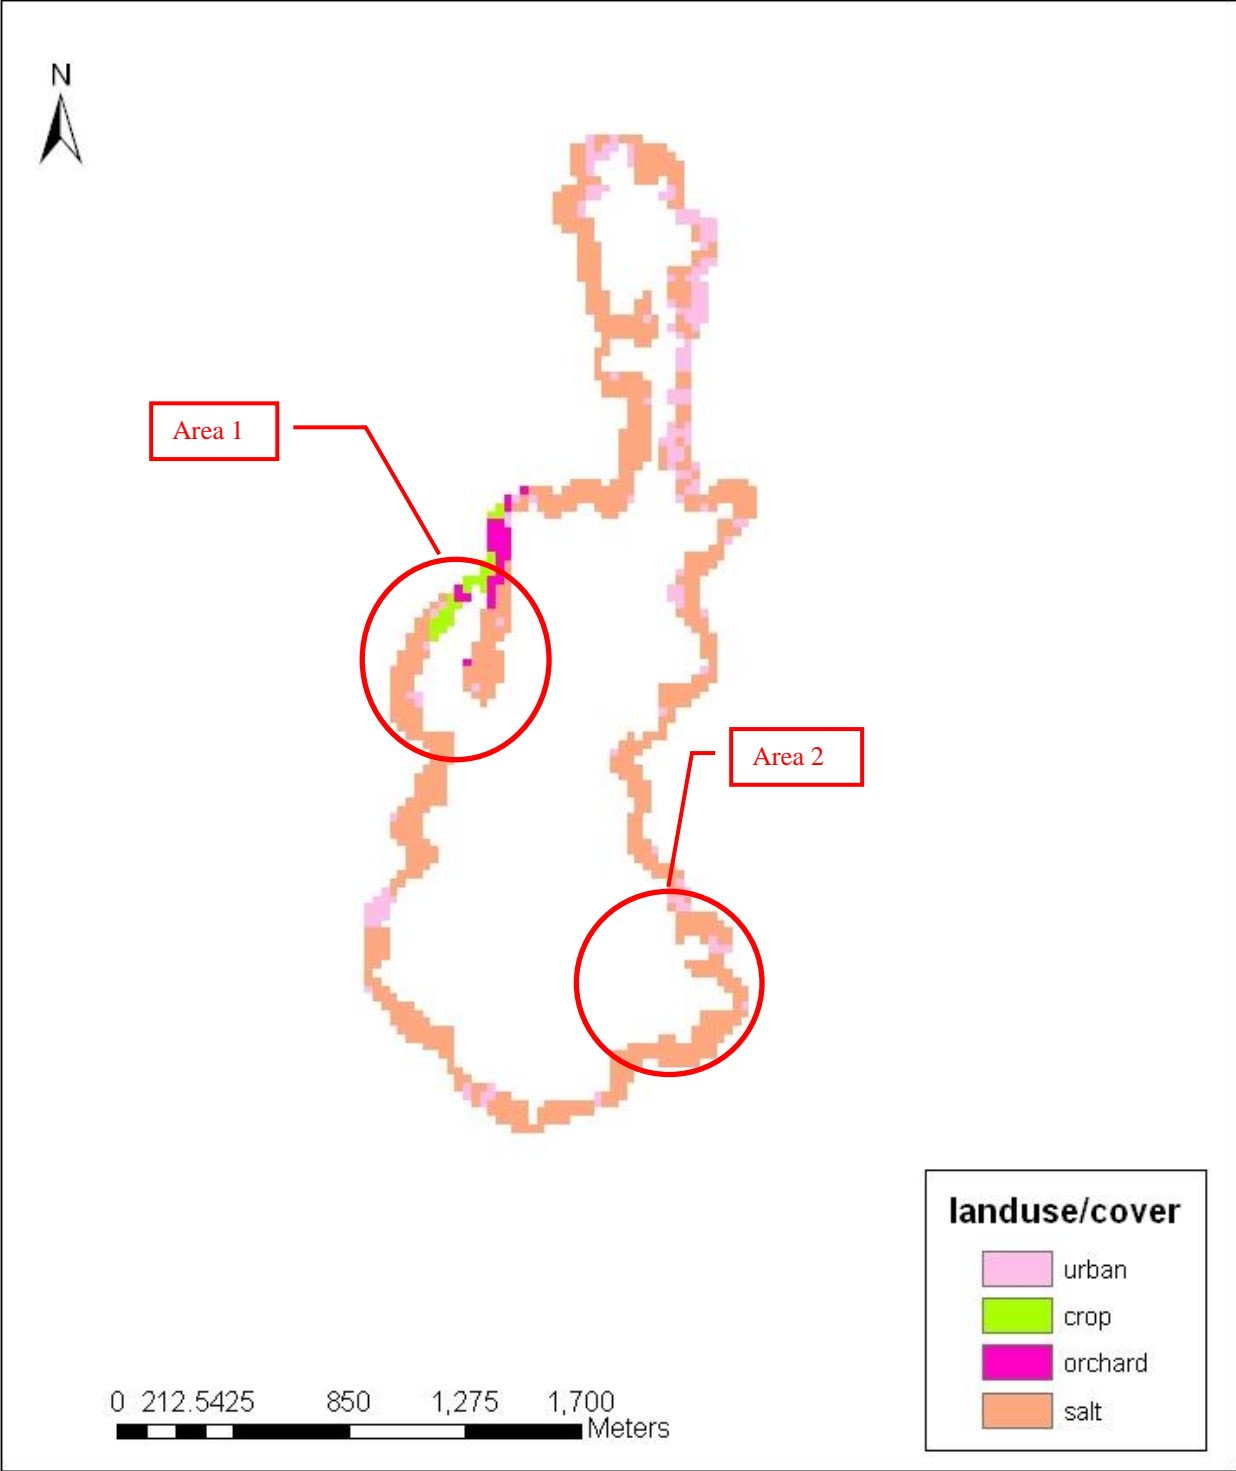 N
Area 1
Area 2
landuse/cover
urban
crop
orchard
salt
0 212.5425 850 1,275 1,700
Meters